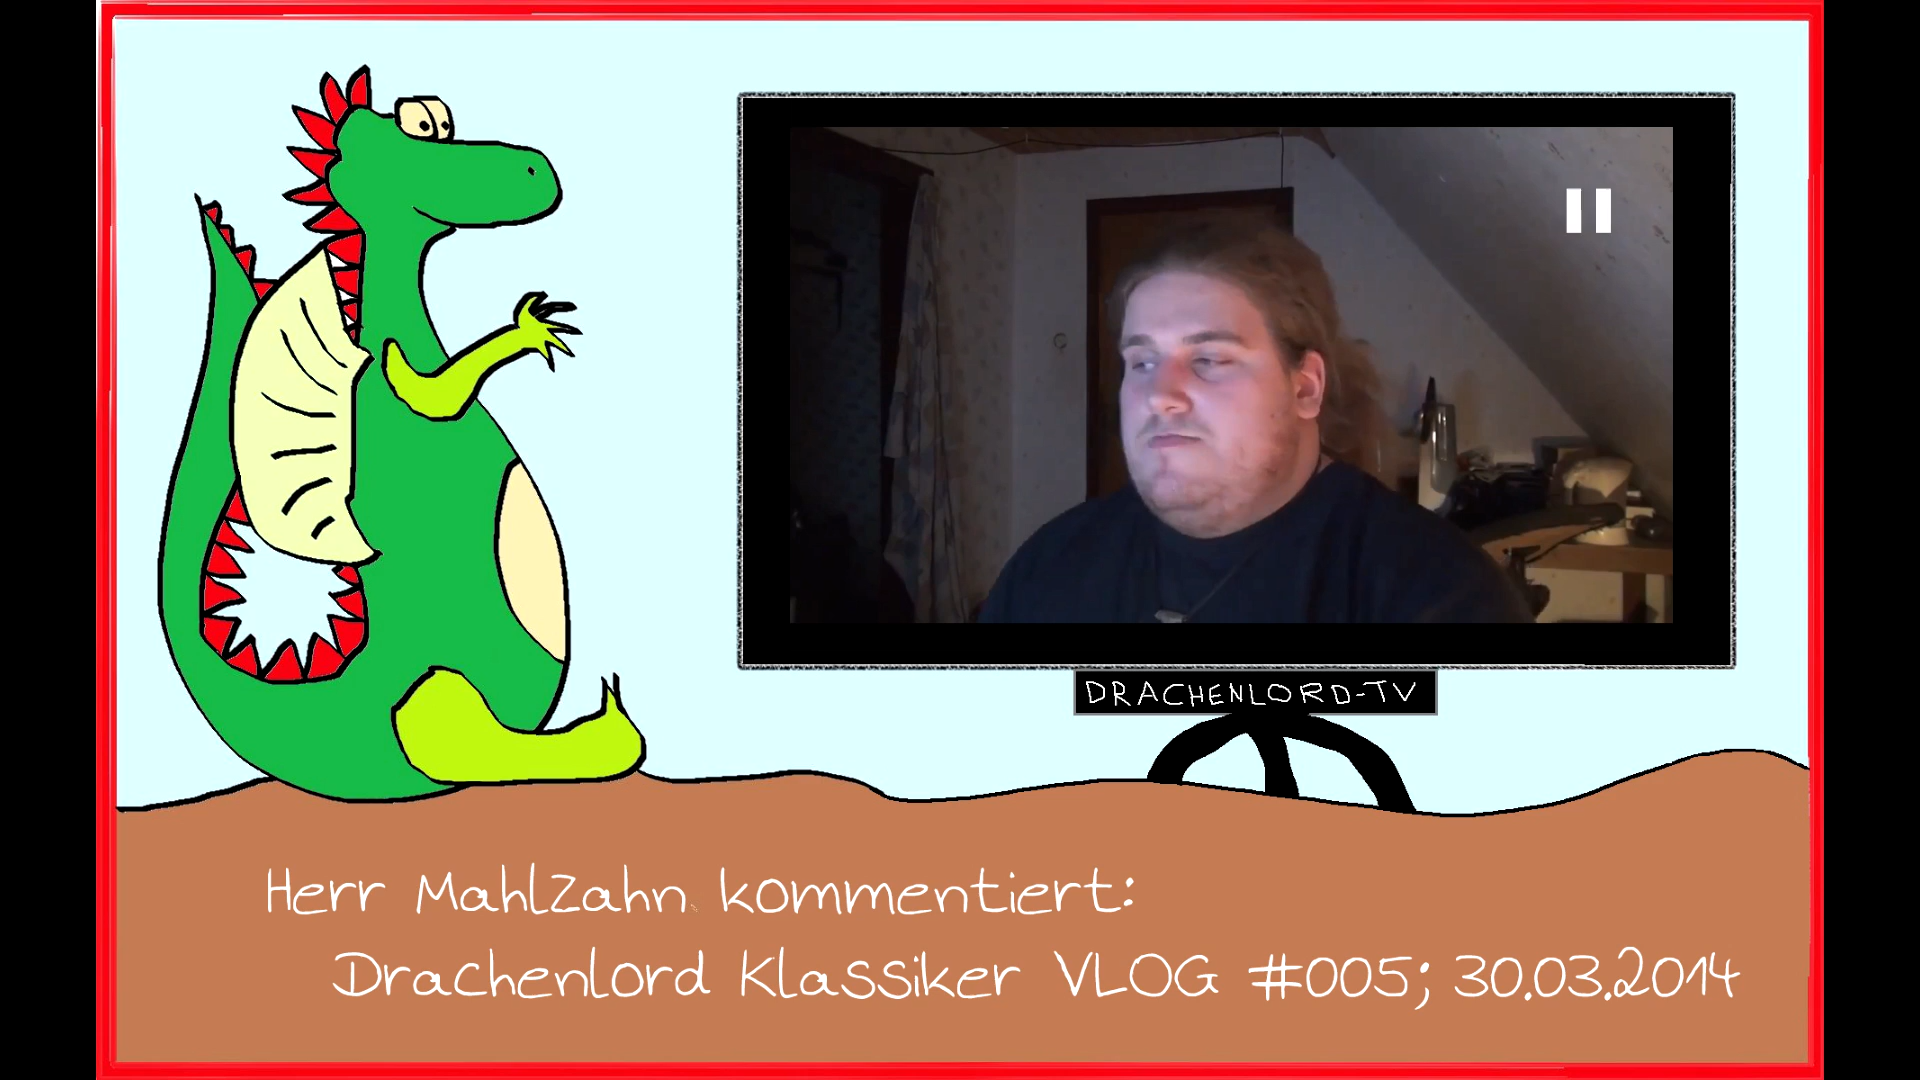 DRACHENLORD-TV
Herr Mahlzahn kommentiert:
Drachenlord Klassiker VLOG #005; 30.03.2014